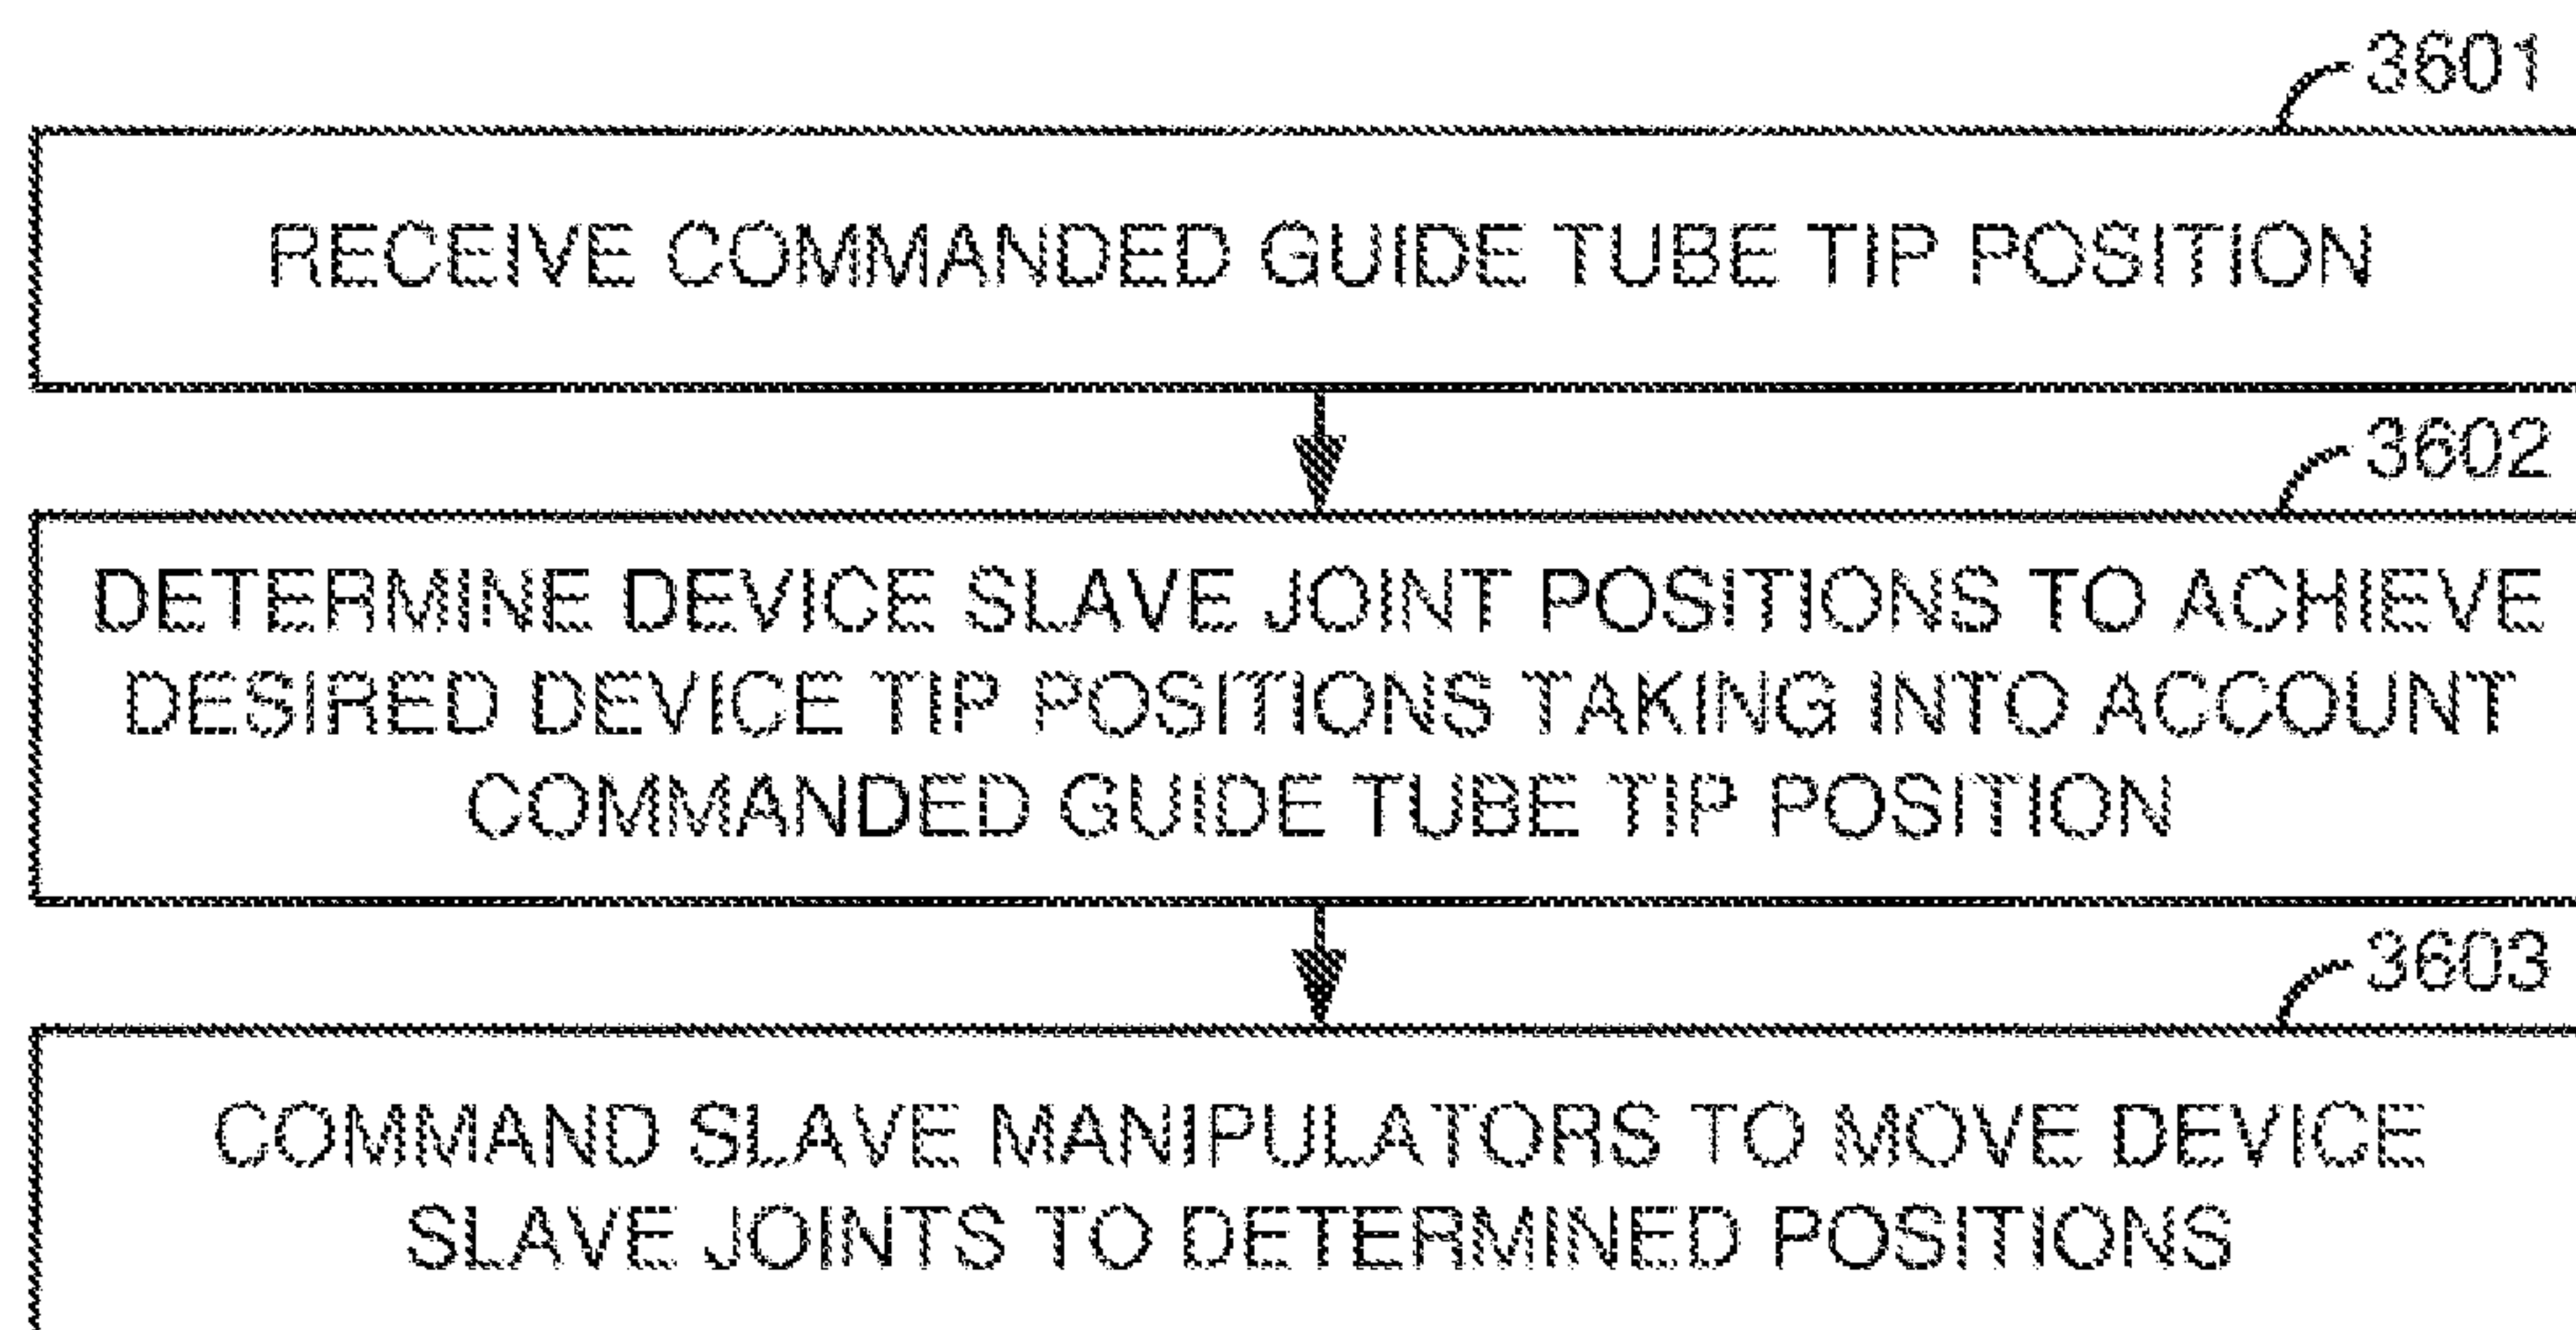 3601
RECEIVE COMMANDED GUIDE TUBE TIP POSITION
3602
DETERMINE DEVICE SLAVE JOINT POSITIONS TO ACHIEVE
DESIRED DEVICE TIP POSITIONS TAKING INTO ACCOUNT
COMMANDED GUIDE TUBE TIP POSITION
3603
COMMAND SLAVE MANIPULATORS TO MOVE DEVICE
SLAVE JOINTS TO DETERMINED POSITIONS